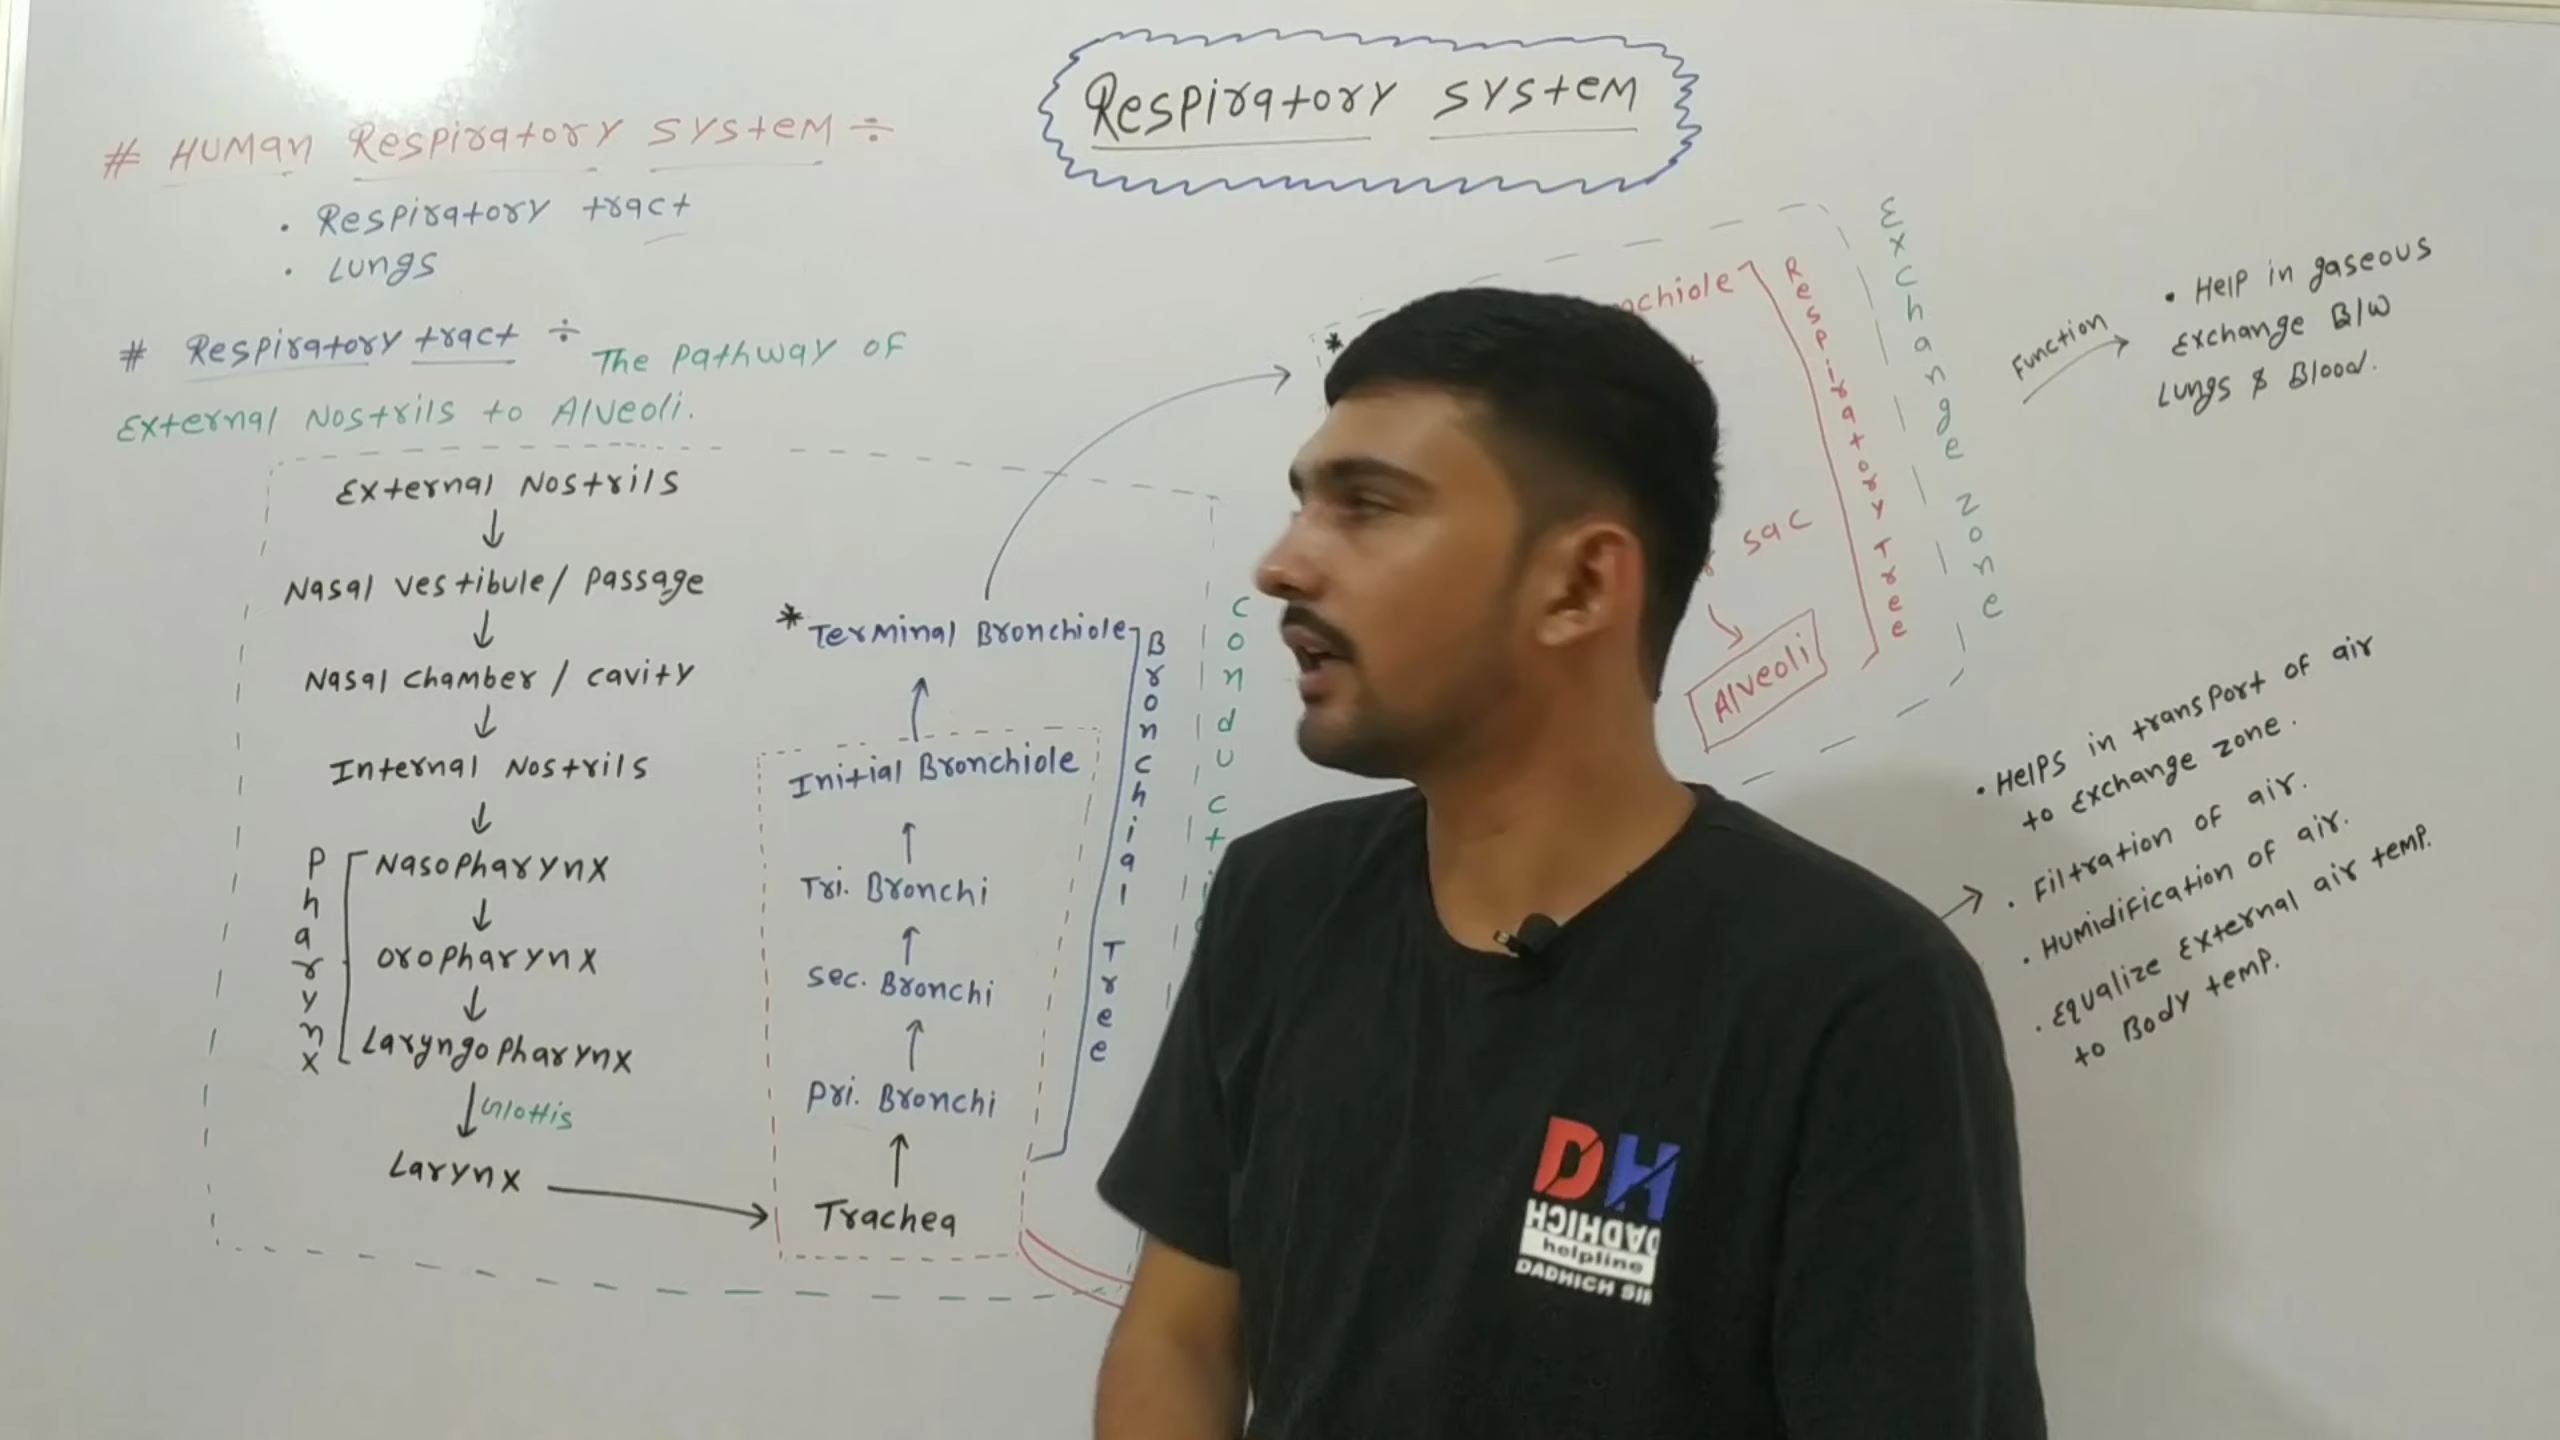 Respiratory system
# Human Respiratory system ÷
· Respiratory tract
· Lungs
# Respiratory tract ÷ The pathway of
External Nostrils to Alveoli.
External Nostrils
↓
Nasal vestibule / passage
↓
Nasal chamber / cavity
↓
Internal Nostrils
↓
Pharynx
Nasopharynx
↓
oropharynx
↓
Laryngopharynx
↓ Glottis
Larynx
→
Trachea
↑
Pri. Bronchi
↑
Sec. Bronchi
↑
Tri. Bronchi
↑
Initial Bronchiole
↑
*Terminal Bronchiole
Bronchial Tree
*
sac
Alveoli
Respiratory Tree
Exchange zone
Function →
• Help in gaseous
exchange B/W
Lungs & Blood.
• Helps in transport of air
to exchange zone.
• Filtration of air.
• Humidification of air.
• Equalize External air temp.
to Body temp.
DH
DADHICH
helpline